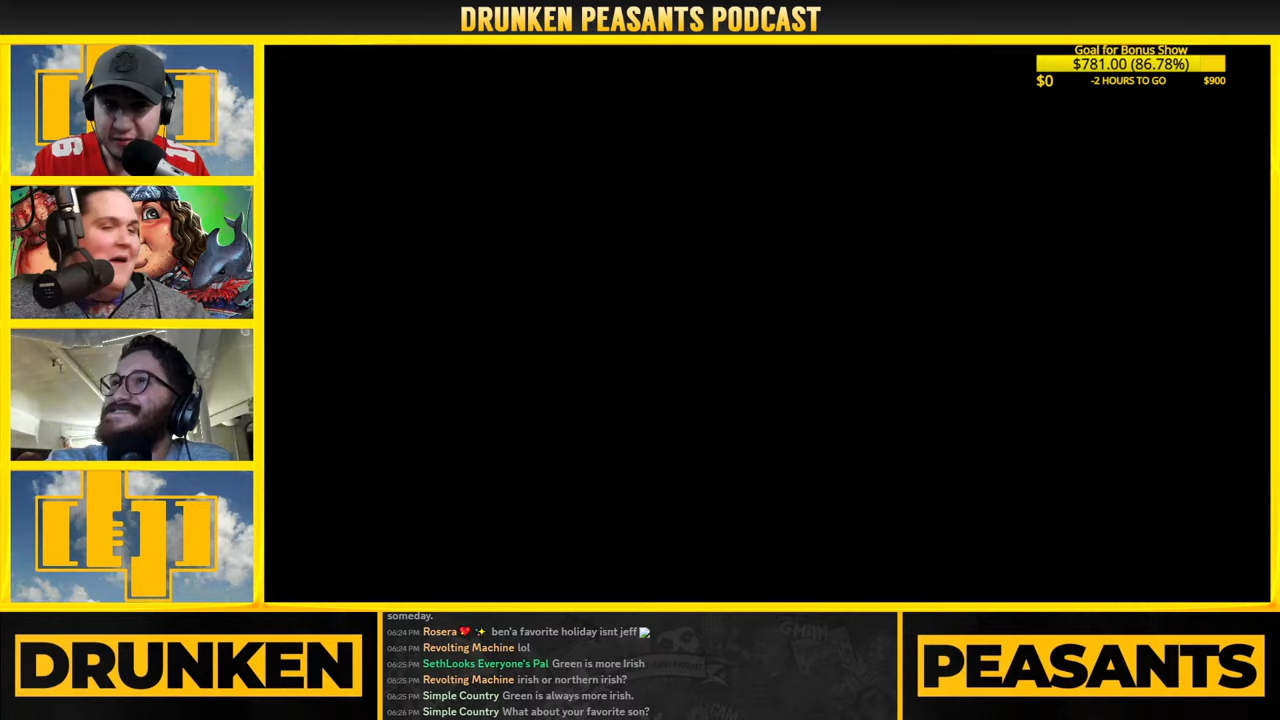 DRUNKEN PEASANTS PODCAST
Goal for Bonus Show
$781.00 (86.78%)
$0 -2 HOURS TO GO $900
16
someday.
06:24 PM Rosera ❤️ ✨ ben'a favorite holiday isnt jeff
06:24 PM Revolting Machine lol
06:25 PM SethLooks Everyone's Pal Green is more Irish
06:25 PM Revolting Machine irish or northern irish?
06:25 PM Simple Country Green is always more irish.
06:26 PM Simple Country What about your favorite son?
DRUNKEN
PEASANTS